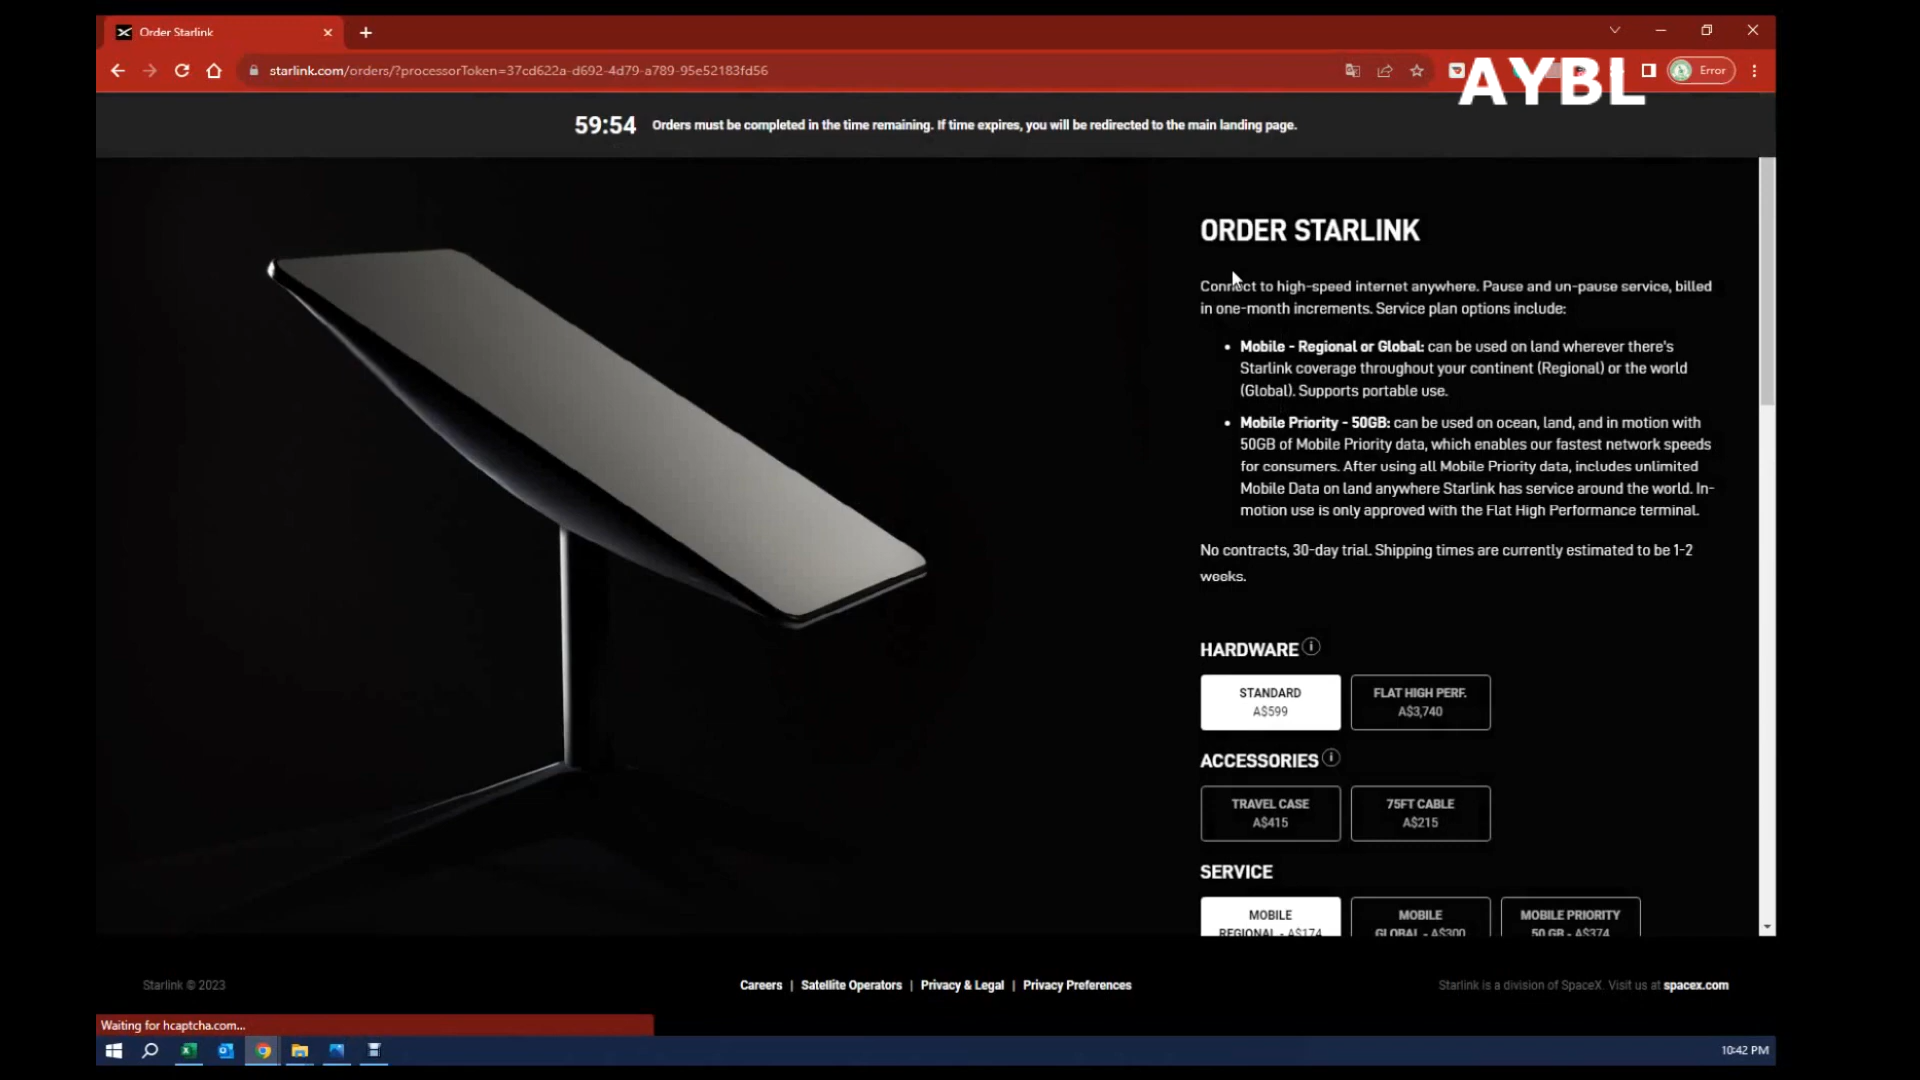 Order Starlink
starlink.com/orders/?processorToken=37cd622a-d692-4d79-a789-95e52183fd56
Error
AYBL
59:54 Orders must be completed in the time remaining. If time expires, you will be redirected to the main landing page.
ORDER STARLINK
Connect to high-speed internet anywhere. Pause and un-pause service, billed
in one-month increments. Service plan options include:
• Mobile - Regional or Global: can be used on land wherever there's
Starlink coverage throughout your continent (Regional) or the world
(Global). Supports portable use.
• Mobile Priority - 50GB: can be used on ocean, land, and in motion with
50GB of Mobile Priority data, which enables our fastest network speeds
for consumers. After using all Mobile Priority data, includes unlimited
Mobile Data on land anywhere Starlink has service around the world. In-
motion use is only approved with the Flat High Performance terminal.
No contracts, 30-day trial. Shipping times are currently estimated to be 1-2
weeks.
HARDWARE
STANDARD
A$599
FLAT HIGH PERF.
A$3,740
ACCESSORIES
TRAVEL CASE
A$415
75FT CABLE
A$215
SERVICE
MOBILE
REGIONAL - A$174
MOBILE
GLOBAL - A$300
MOBILE PRIORITY
50 GB - A$374
Starlink © 2023
Careers | Satellite Operators | Privacy & Legal | Privacy Preferences
Starlink is a division of SpaceX. Visit us at spacex.com
Waiting for hcaptcha.com...
10:42 PM